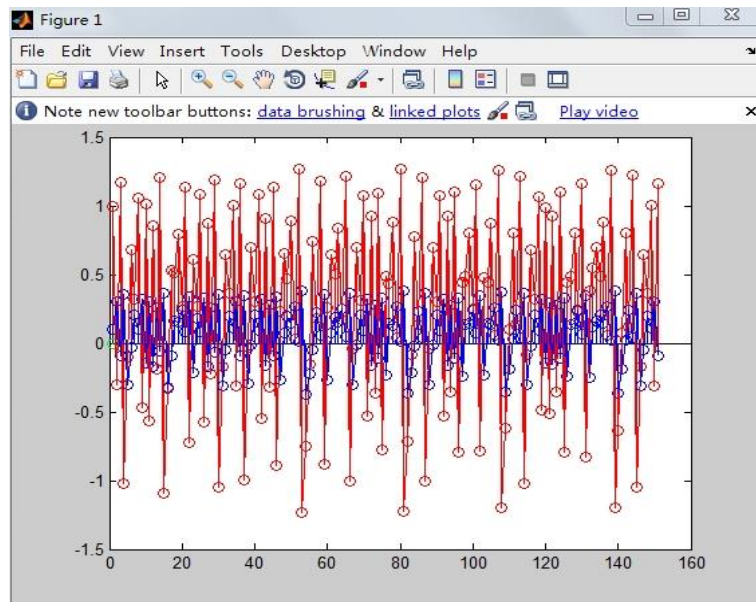 Figure 1
File Edit View Insert Tools Desktop Window Help
Note new toolbar buttons: data brushing & linked plots Play video
1.5
1
0.5
0
-0.5
-1
-1.5
0 20 40 60 80 100 120 140 160